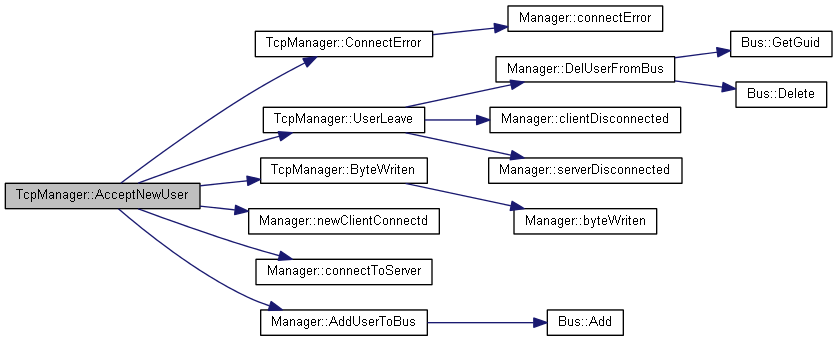 Manager::connectError
TcpManager::ConnectError
Bus::GetGuid
Manager::DelUserFromBus
Bus::Delete
TcpManager::UserLeave
Manager::clientDisconnected
TcpManager::ByteWriten
Manager::serverDisconnected
TcpManager::AcceptNewUser
Manager::newClientConnectd
Manager::byteWriten
Manager::connectToServer
Manager::AddUserToBus
Bus::Add